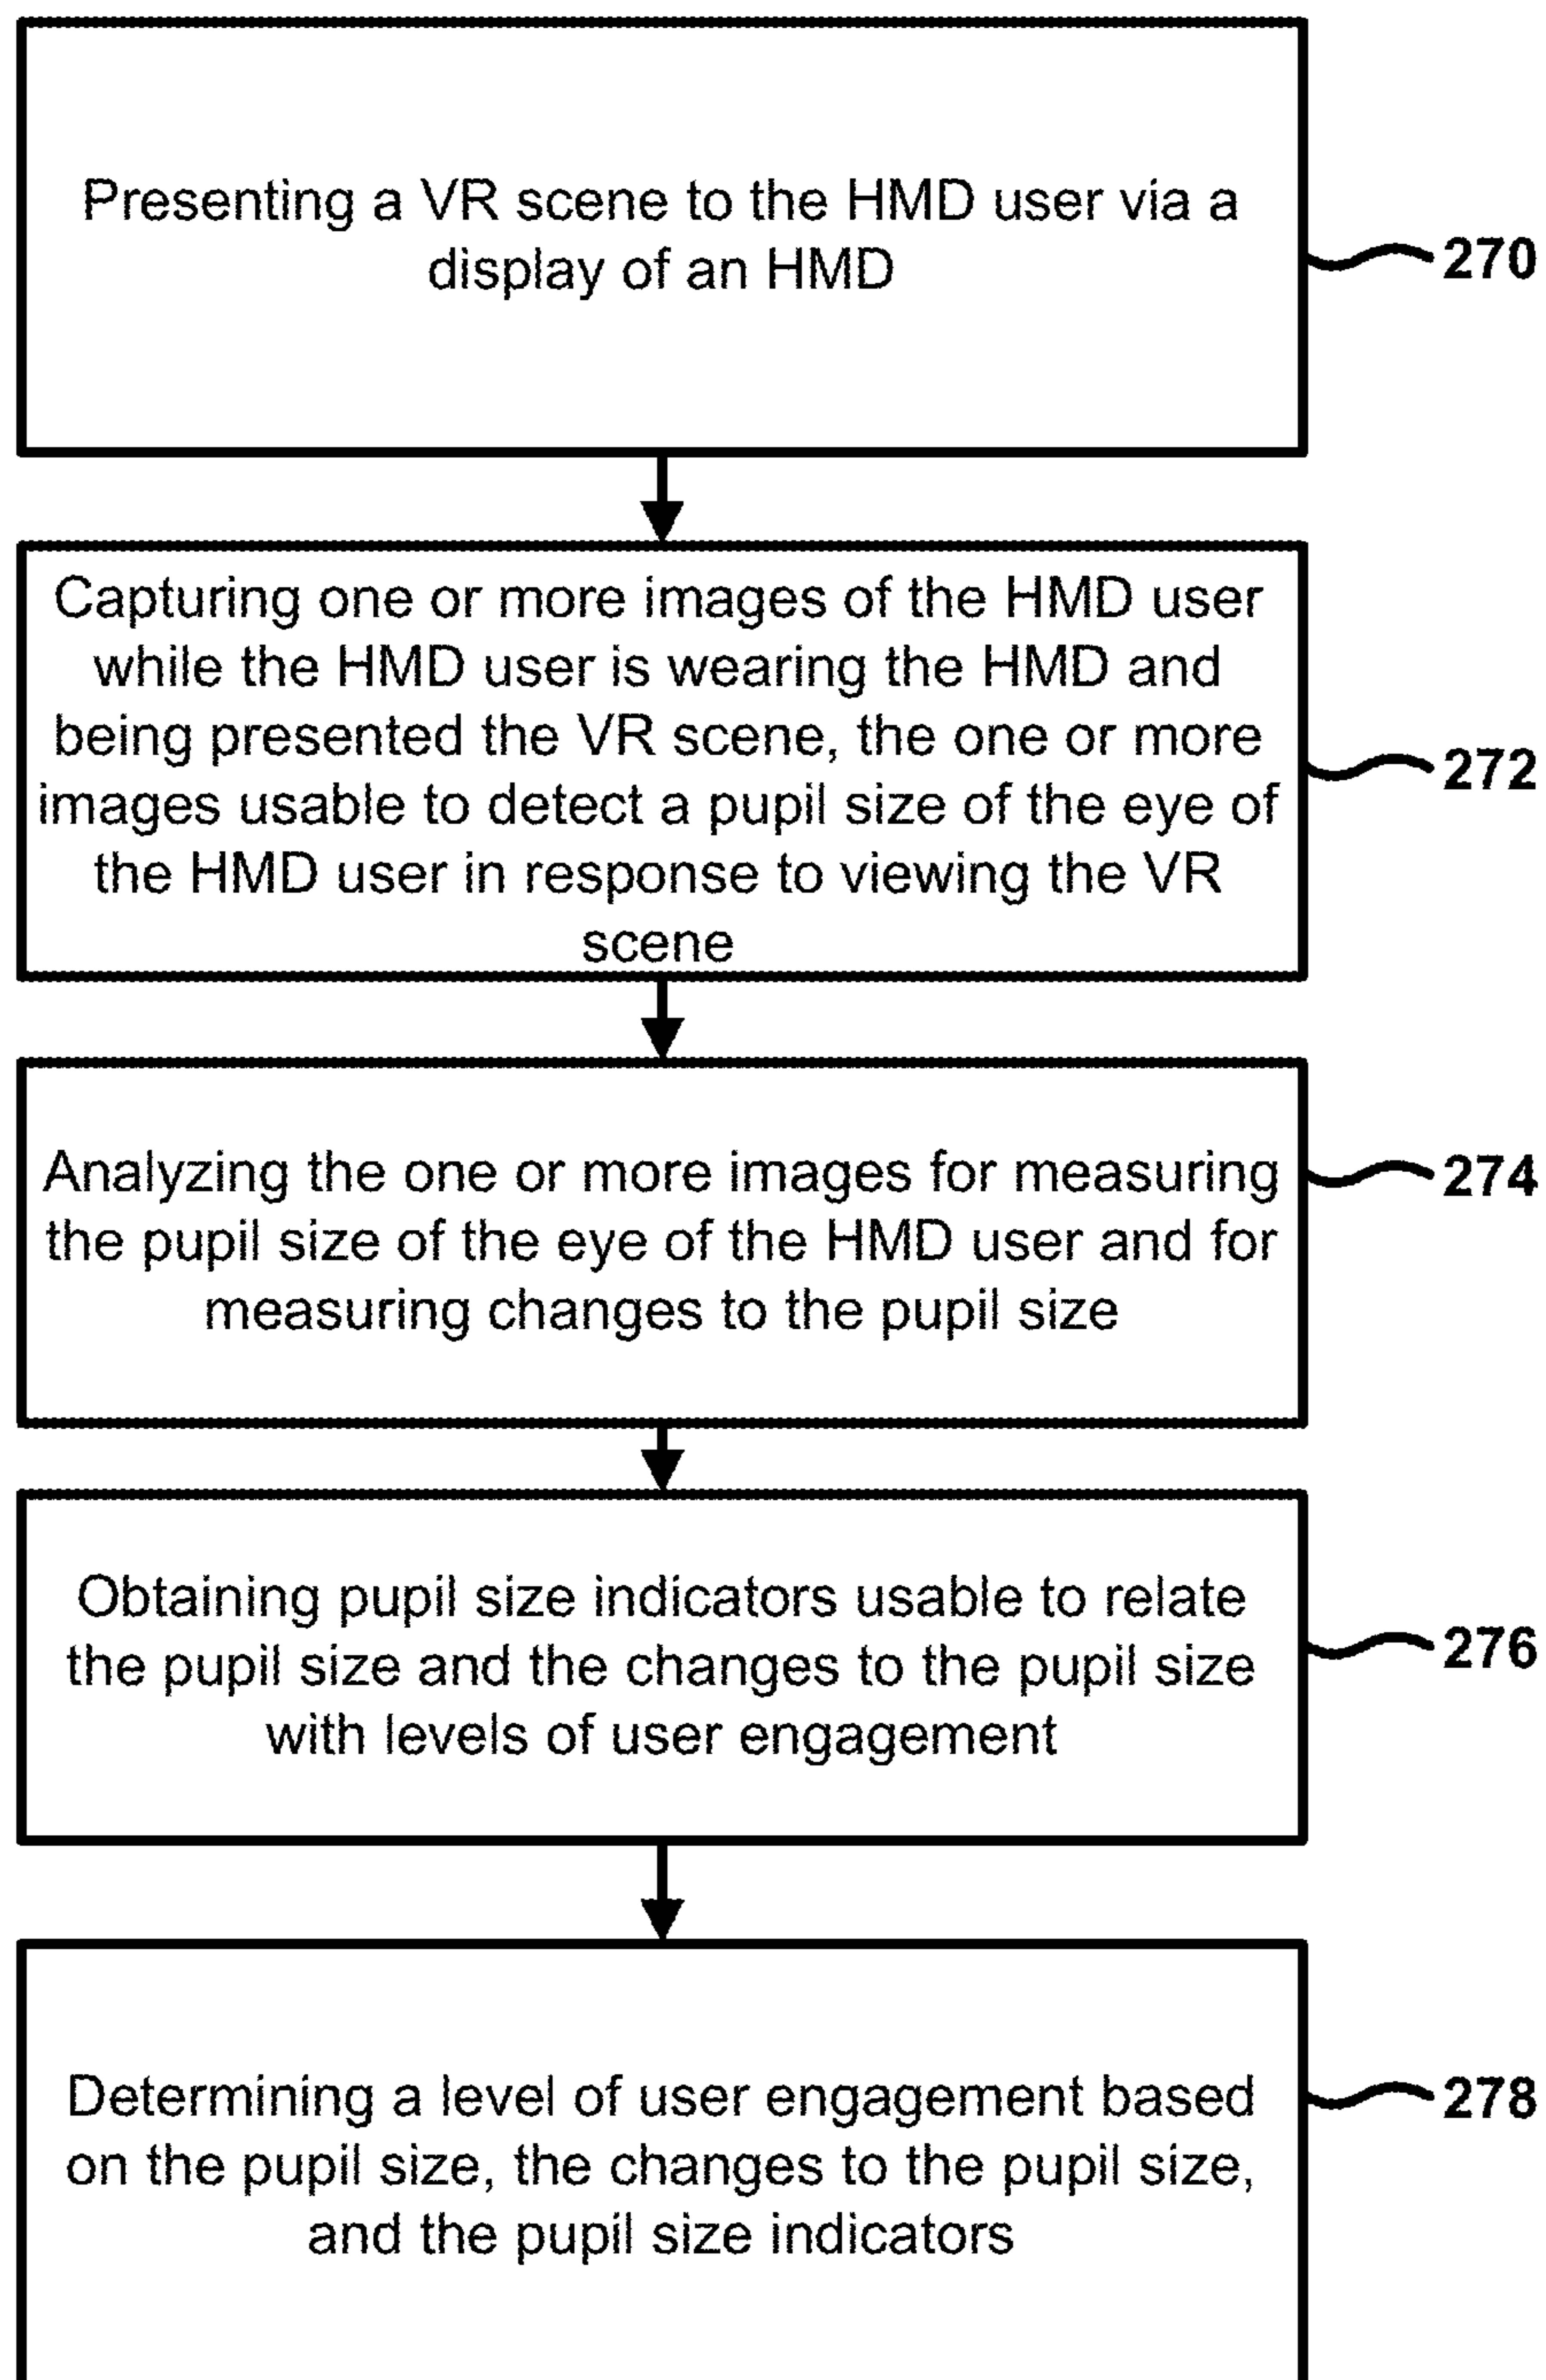 Presenting a VR scene to the HMD user via a
display of an HMD
270
Capturing one or more images of the HMD user
while the HMD user is wearing the HMD and
being presented the VR scene, the one or more
images usable to detect a pupil size of the eye of
the HMD user in response to viewing the VR
scene
272
Analyzing the one or more images for measuring
the pupil size of the eye of the HMD user and for
measuring changes to the pupil size
274
Obtaining pupil size indicators usable to relate
the pupil size and the changes to the pupil size
with levels of user engagement
276
Determining a level of user engagement based
on the pupil size, the changes to the pupil size,
and the pupil size indicators
278